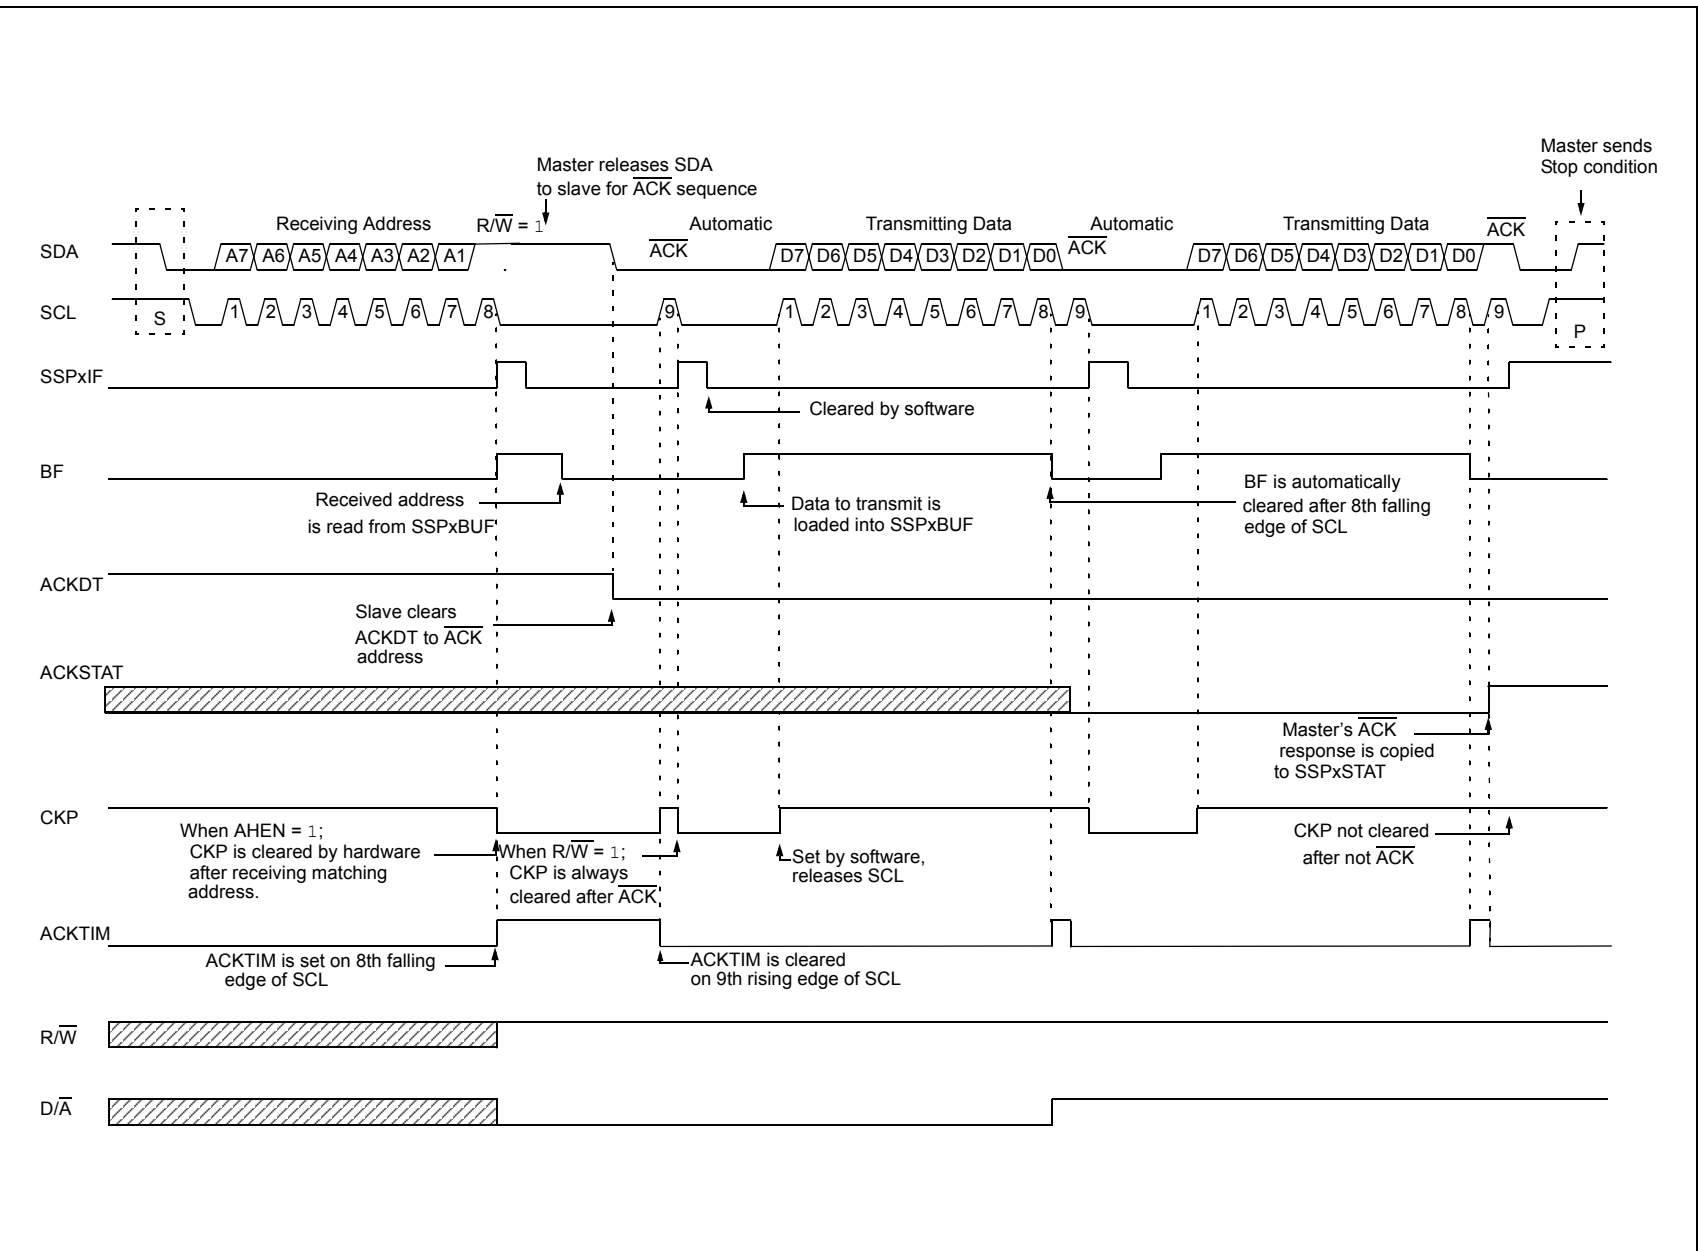 Master sends
Stop condition
Master releases SDA
to slave for ACK sequence
Receiving Address
R/W = 1
Automatic
Transmitting Data
Automatic
Transmitting Data
ACK
ACK
ACK
SDA
A7 A6 A5 A4 A3 A2 A1
D7 D6 D5 D4 D3 D2 D1 D0
D7 D6 D5 D4 D3 D2 D1 D0
SCL
S
1 2 3 4 5 6 7 8 9
1 2 3 4 5 6 7 8 9
1 2 3 4 5 6 7 8 9
P
SSPxIF
Cleared by software
BF
Received address
is read from SSPxBUF
Data to transmit is
loaded into SSPxBUF
BF is automatically
cleared after 8th falling
edge of SCL
ACKDT
Slave clears
ACKDT to ACK
address
ACKSTAT
Master's ACK
response is copied
to SSPxSTAT
CKP
When AHEN = 1;
CKP is cleared by hardware
after receiving matching
address.
When R/W = 1;
CKP is always
cleared after ACK
Set by software,
releases SCL
CKP not cleared
after not ACK
ACKTIM
ACKTIM is set on 8th falling
edge of SCL
ACKTIM is cleared
on 9th rising edge of SCL
R/W
D/A